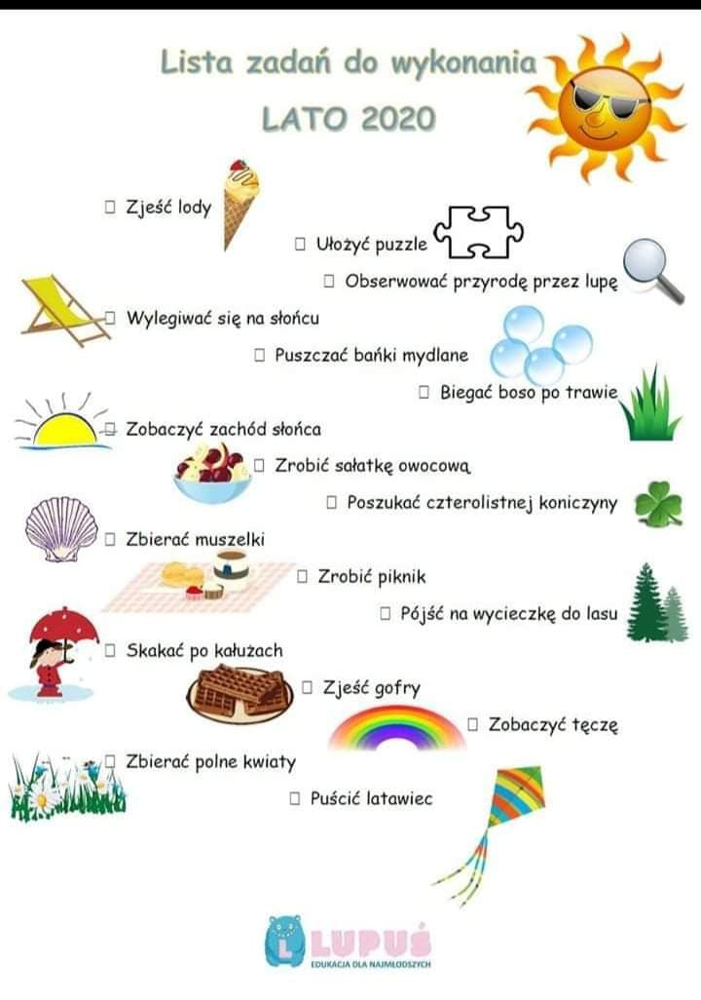 Lista zadań do wykonania
LATO 2020
Zjeść lody
Ułożyć puzzle
Obserwować przyrodę przez lupę
Wylegiwać się na słońcu
Puszczać bańki mydlane
Biegać boso po trawie
Zobaczyć zachód słońca
Zrobić sałatkę owocową
Poszukać czterolistnej koniczyny
Zbierać muszelki
Zrobić piknik
Pójść na wycieczkę do lasu
Skakać po kałużach
Zjeść gofry
Zobaczyć tęczę
Zbierać polne kwiaty
Puścić latawiec
L LUPUŚ
EDUKACJA DLA NAJMŁODSZYCH